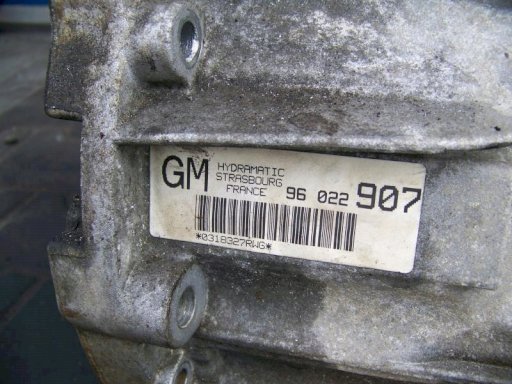 GM HYDRAMATIC
STRASBOURG
FRANCE 96 022 907
*0318327RWG*